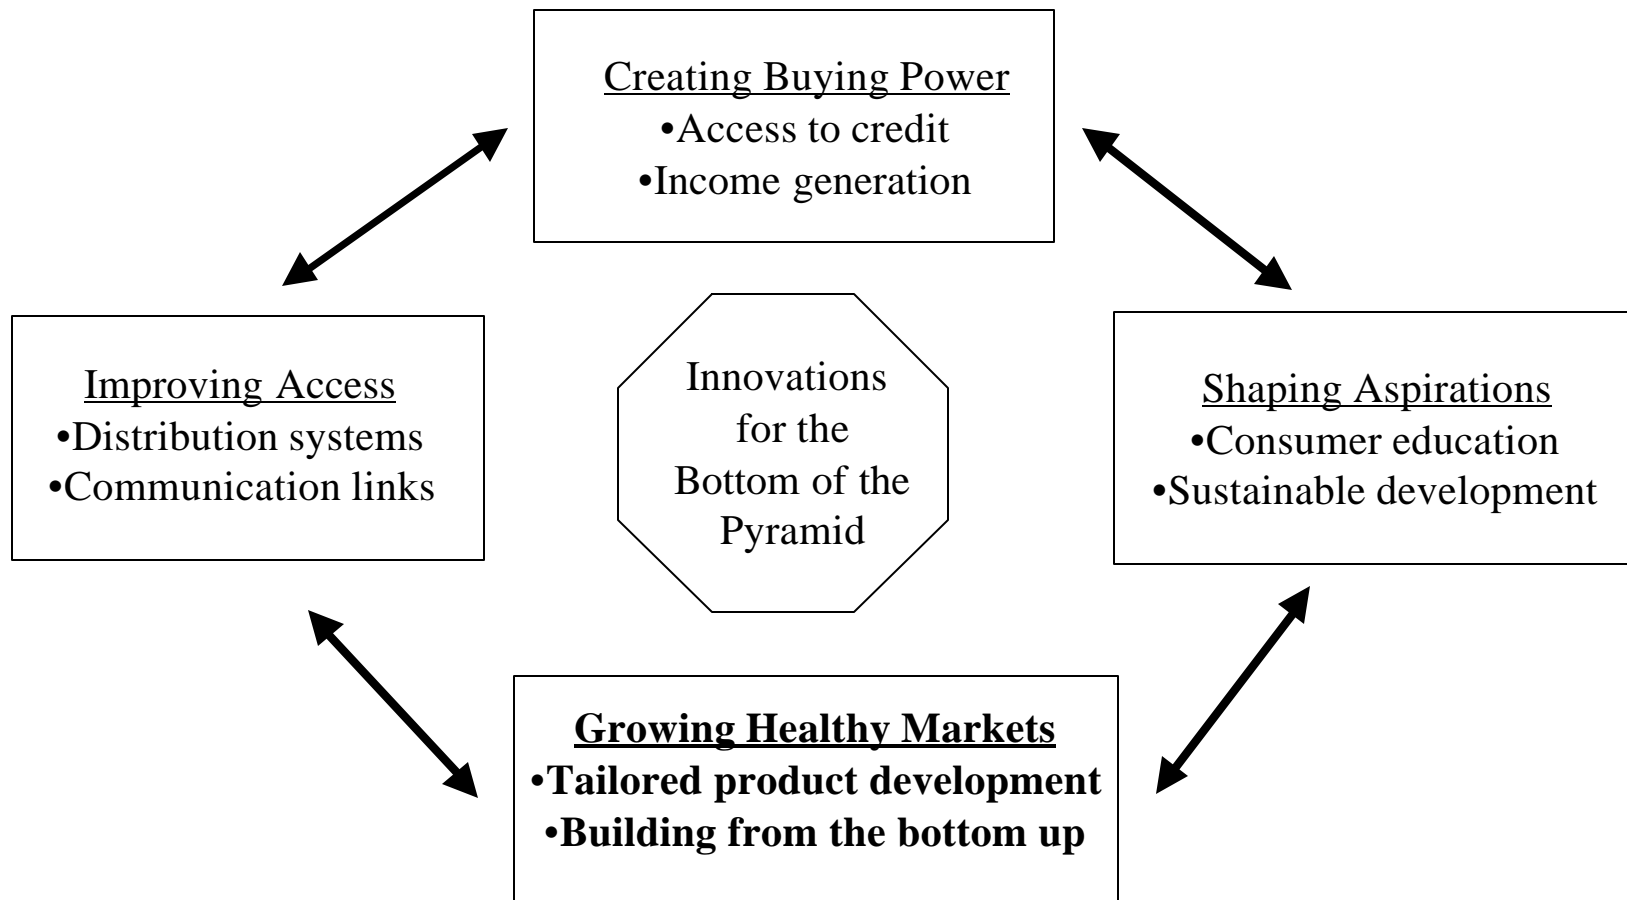 Creating Buying Power
•Access to credit
•Income generation
Improving Access
•Distribution systems
•Communication links
Innovations
for the
Bottom of the
Pyramid
Shaping Aspirations
•Consumer education
•Sustainable development
Growing Healthy Markets
•Tailored product development
•Building from the bottom up